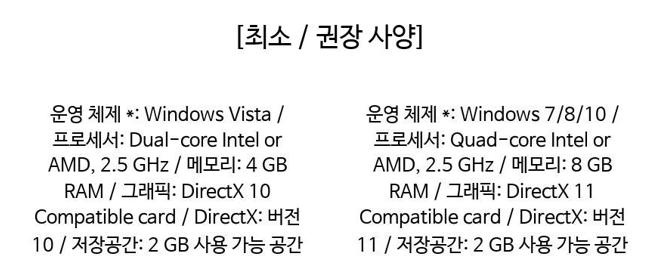 [최소 / 권장 사양]
운영 체제 *: Windows Vista /
프로세서: Dual-core Intel or
AMD, 2.5 GHz / 메모리: 4 GB
RAM / 그래픽: DirectX 10
Compatible card / DirectX: 버전
10 / 저장공간: 2 GB 사용 가능 공간
운영 체제 *: Windows 7/8/10 /
프로세서: Quad-core Intel or
AMD, 2.5 GHz / 메모리: 8 GB
RAM / 그래픽: DirectX 11
Compatible card / DirectX: 버전
11 / 저장공간: 2 GB 사용 가능 공간